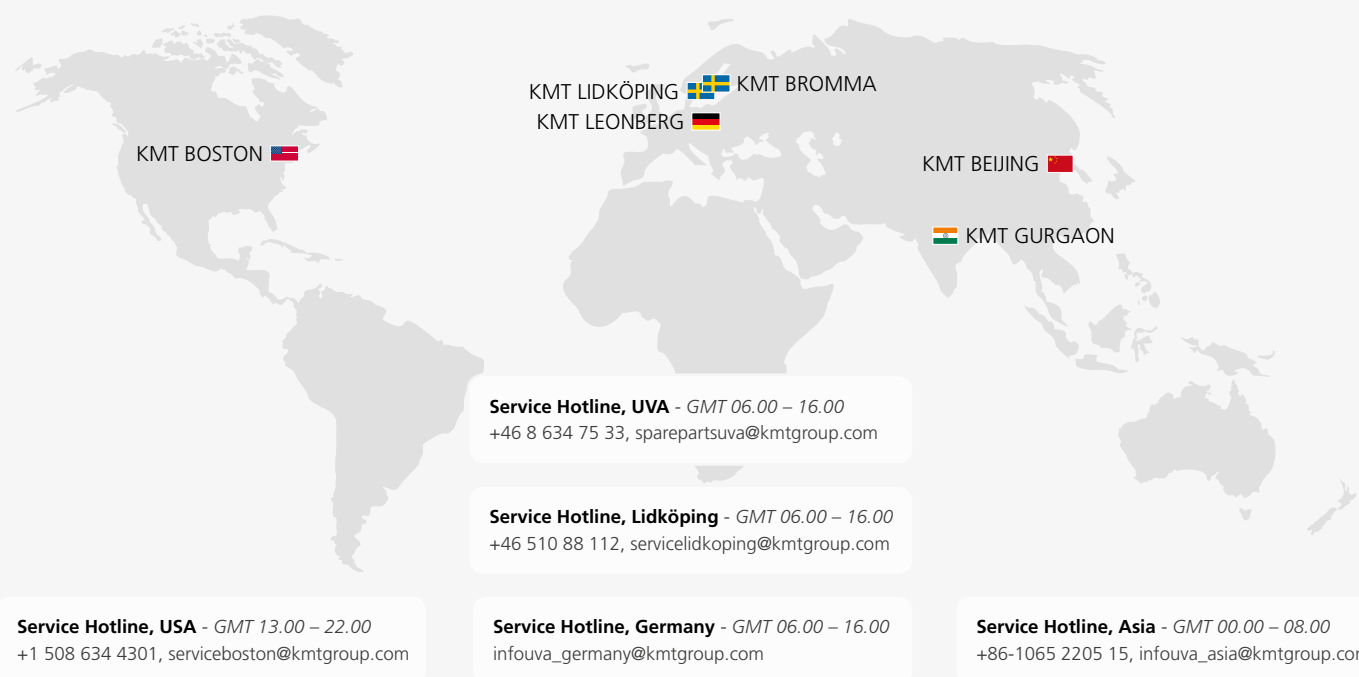 KMT LIDKÖPING
KMT BROMMA
KMT LEONBERG
KMT BOSTON
KMT BEIJING
KMT GURGAON
Service Hotline, UVA - GMT 06.00 – 16.00
+46 8 634 75 33, sparepartsuva@kmtgroup.com
Service Hotline, Lidköping - GMT 06.00 – 16.00
+46 510 88 112, servicelidkoping@kmtgroup.com
Service Hotline, USA - GMT 13.00 – 22.00
+1 508 634 4301, serviceboston@kmtgroup.com
Service Hotline, Germany - GMT 06.00 – 16.00
infouva_germany@kmtgroup.com
Service Hotline, Asia - GMT 00.00 – 08.00
+86-1065 2205 15, infouva_asia@kmtgroup.com